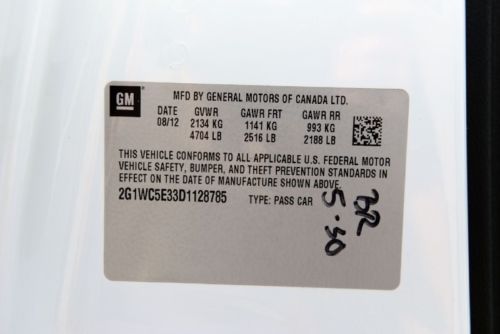 GM
MFD BY GENERAL MOTORS OF CANADA LTD.
DATE GVWR GAWR FRT GAWR RR
08/12 2134 KG 1141 KG 993 KG
4704 LB 2516 LB 2188 LB
THIS VEHICLE CONFORMS TO ALL APPLICABLE U.S. FEDERAL MOTOR
VEHICLE SAFETY, BUMPER, AND THEFT PREVENTION STANDARDS IN
EFFECT ON THE DATE OF MANUFACTURE SHOWN ABOVE.
2G1WC5E33D1128785 TYPE: PASS CAR